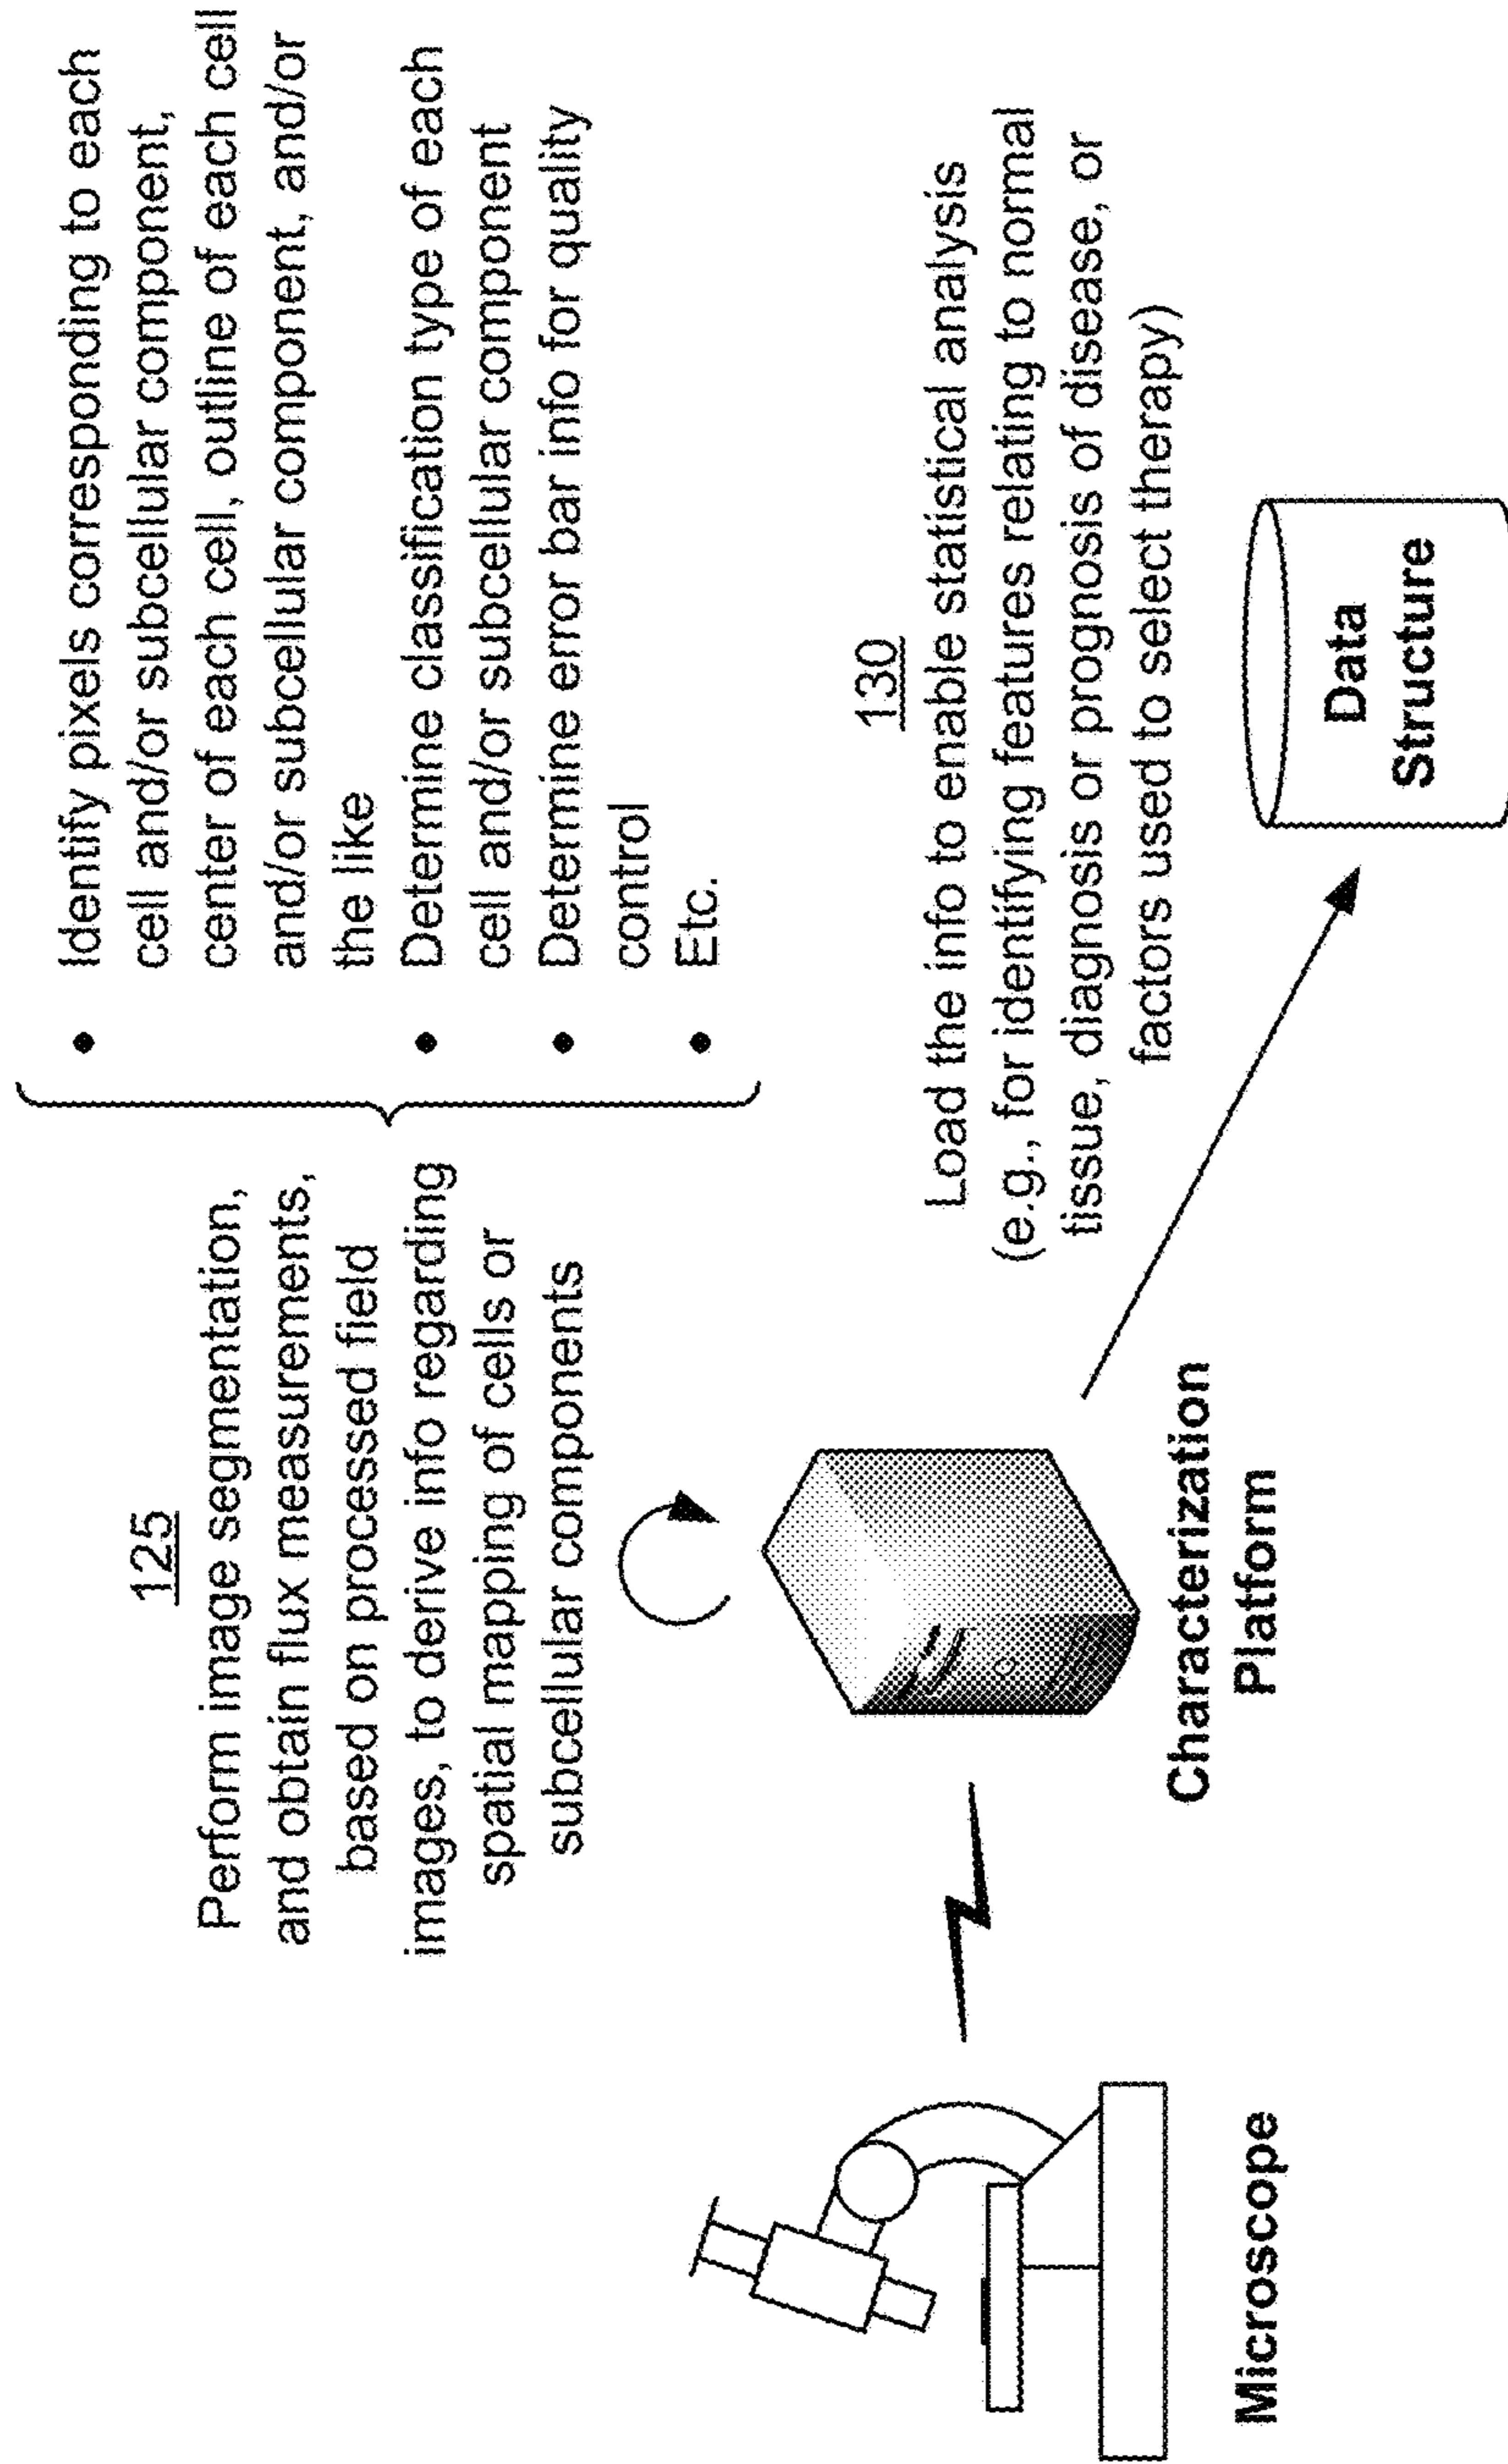 125
Perform image segmentation,
and obtain flux measurements,
based on processed field
images, to derive info regarding
spatial mapping of cells or
subcellular components
• Identify pixels corresponding to each
cell and/or subcellular component,
center of each cell, outline of each cell
and/or subcellular component, and/or
the like
• Determine classification type of each
cell and/or subcellular component
• Determine error bar info for quality
control
• Etc.
130
Load the info to enable statistical analysis
(e.g., for identifying features relating to normal
tissue, diagnosis or prognosis of disease, or
factors used to select therapy)
Microscope
Characterization
Platform
Data
Structure